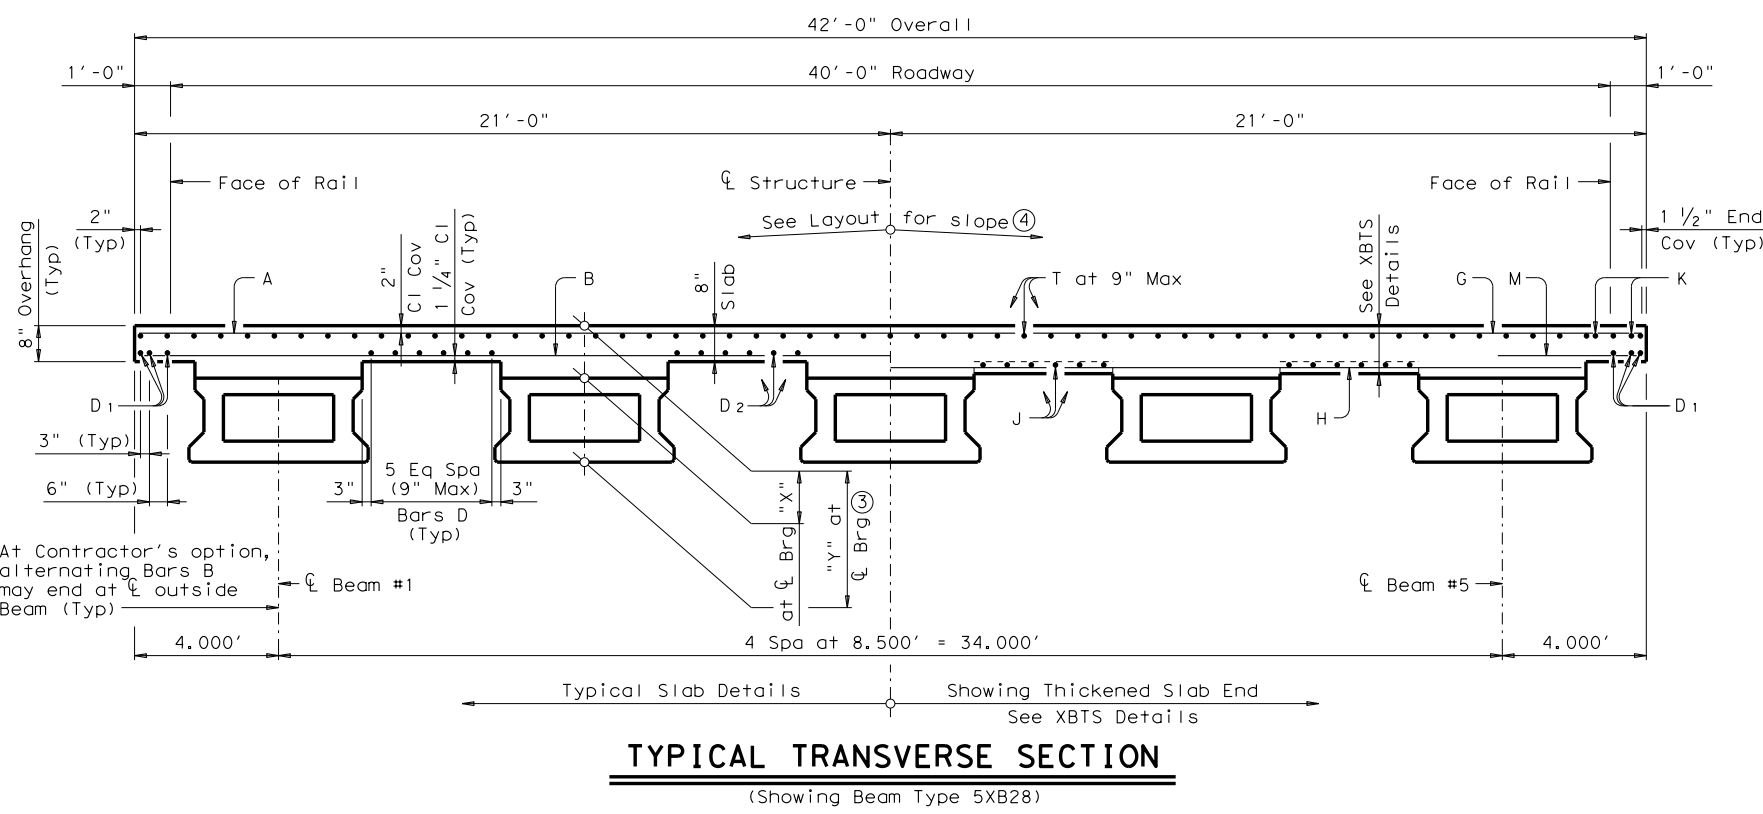 42'-0" Overall
1'-0"
40'-0" Roadway
1'-0"
21'-0"
21'-0"
Face of Rail
℄ Structure
Face of Rail
2"
(Typ)
8" Overhang
(Typ)
2"
Cl Cov
1 1/4" Cl
Cov (Typ)
8"
Slab
See Layout for slope ④
See XBTS
Details
1 1/2" End
Cov (Typ)
A
B
T at 9" Max
G
M
K
D1
D2
J
H
D1
3" (Typ)
6" (Typ)
3"
5 Eq Spa
(9" Max)
3"
Bars D
(Typ)
"X"
at ℄ Brg
"Y" at
℄ Brg ③
At Contractor's option,
alternating Bars B
may end at ℄ outside
Beam (Typ)
℄ Beam #1
℄ Beam #5
4.000'
4 Spa at 8.500' = 34.000'
4.000'
Typical Slab Details
Showing Thickened Slab End
See XBTS Details
TYPICAL TRANSVERSE SECTION
(Showing Beam Type 5XB28)